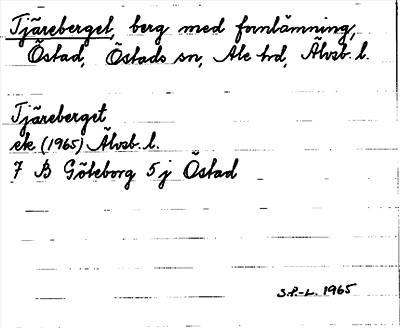 Tjäreberget, berg med fornlämning,
Östad, Östads sn, Ale hd, Älvsb. l.
Tjäreberget
ek (1965) Älvsb. l.
7 B Göteborg 5 j Östad
S.P.-L. 1965